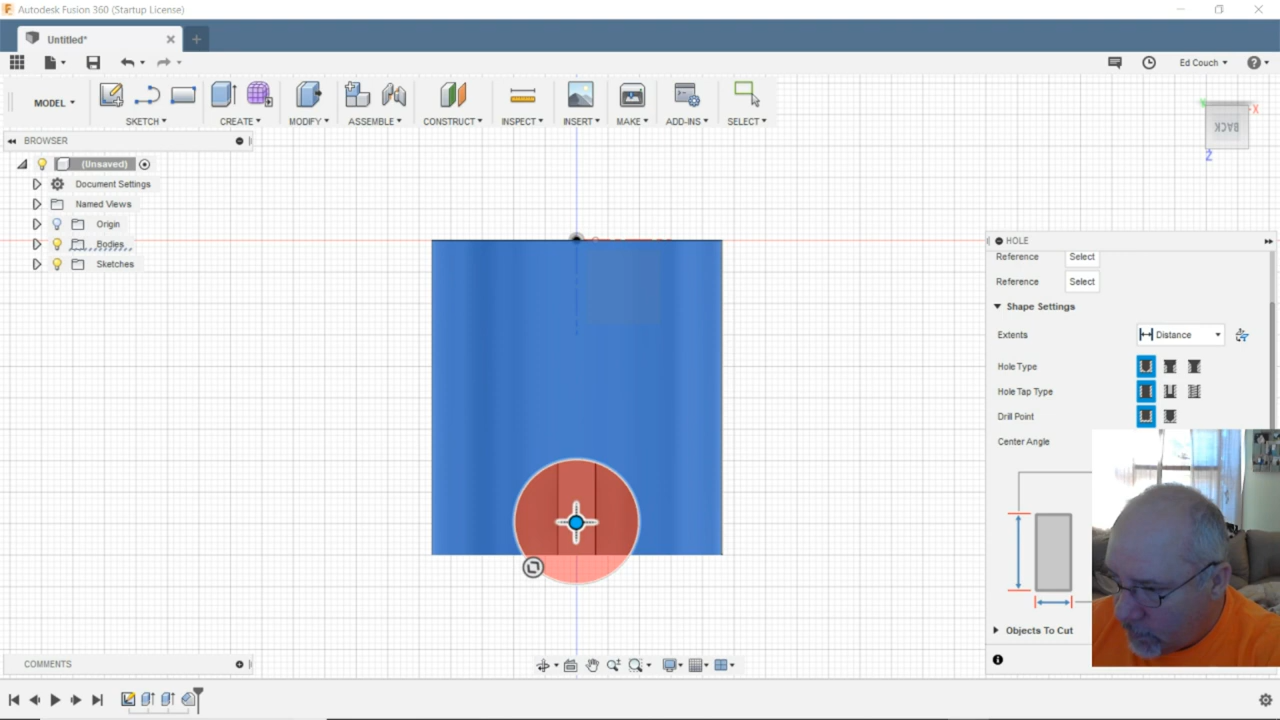 Autodesk Fusion 360 (Startup License)
Untitled*
Ed Couch
MODEL
SKETCH
CREATE
MODIFY
ASSEMBLE
CONSTRUCT
INSPECT
INSERT
MAKE
ADD-INS
SELECT
BROWSER
(Unsaved)
Document Settings
Named Views
Origin
Bodies
Sketches
X
Y
BACK
Z
HOLE
Reference Select
Reference Select
Shape Settings
Extents Distance
Hole Type
Hole Tap Type
Drill Point
Center Angle
Objects To Cut
COMMENTS